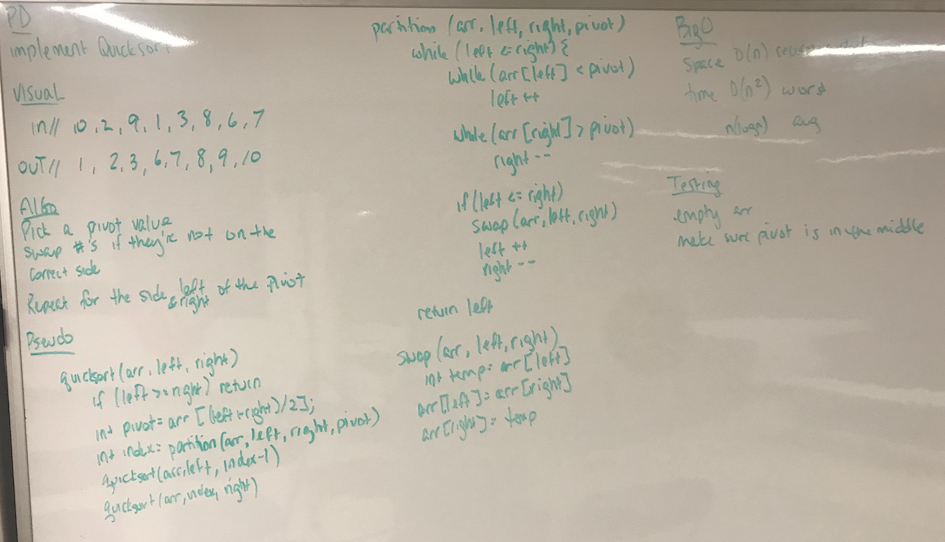 PD
implement Quicksort
Visual
in// 10, 2, 9, 1, 3, 8, 6, 7
OUT// 1, 2, 3, 6, 7, 8, 9, 10
Algo
Pick a pivot value
swap #'s if they're not on the
correct side
Repeat for the side left & right of the pivot
Pseudo
quicksort(arr, left, right)
if (left >= right) return
int pivot = arr[(left+right)/2];
int index = partition(arr, left, right, pivot)
quicksort(arr, left, index-1)
quicksort(arr, index, right)
partition (arr, left, right, pivot)
while (left <= right) {
while (arr[left] < pivot)
left ++
while (arr[right] > pivot)
right --
if (left <= right)
swap(arr, left, right)
left ++
right --
return left
swap (arr, left, right)
int temp = arr[left]
arr[left] = arr[right]
arr[right] = temp
BigO
Space O(n)
time O(n²) worst
n(logn) avg
Testing
empty arr
make sure pivot is in the middle